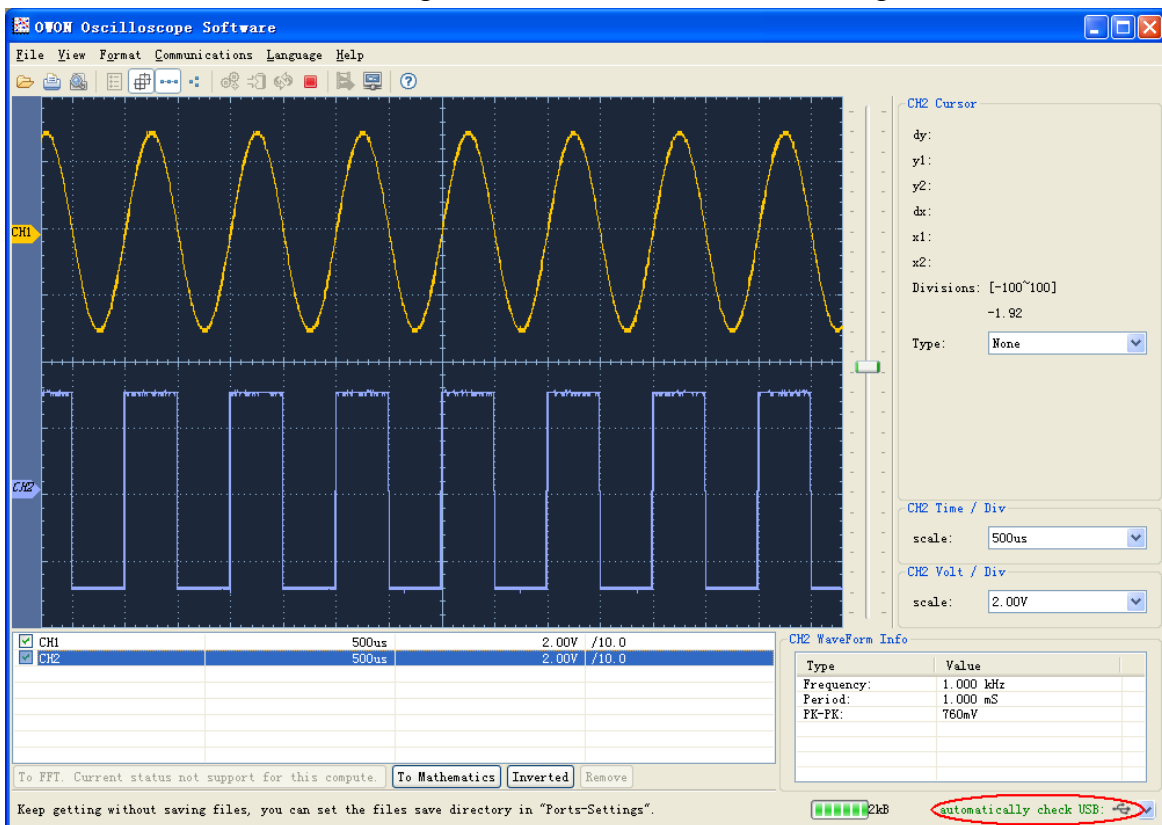 OWON Oscilloscope Software
File View Format Communications Language Help
CH2 Cursor
dy:
y1:
y2:
dx:
x1:
x2:
Divisions: [-100~100]
-1.92
Type: None
CH1
CH2
CH2 Time / Div
scale: 500us
CH2 Volt / Div
scale: 2.00V
CH1 500us 2.00V /10.0
CH2 500us 2.00V /10.0
CH2 WaveForm Info
Type Value
Frequency: 1.000 kHz
Period: 1.000 mS
PK-PK: 760mV
To FFT. Current status not support for this compute. To Mathematics Inverted Remove
Keep getting without saving files, you can set the files save directory in "Ports-Settings". 2kB automatically check USB: